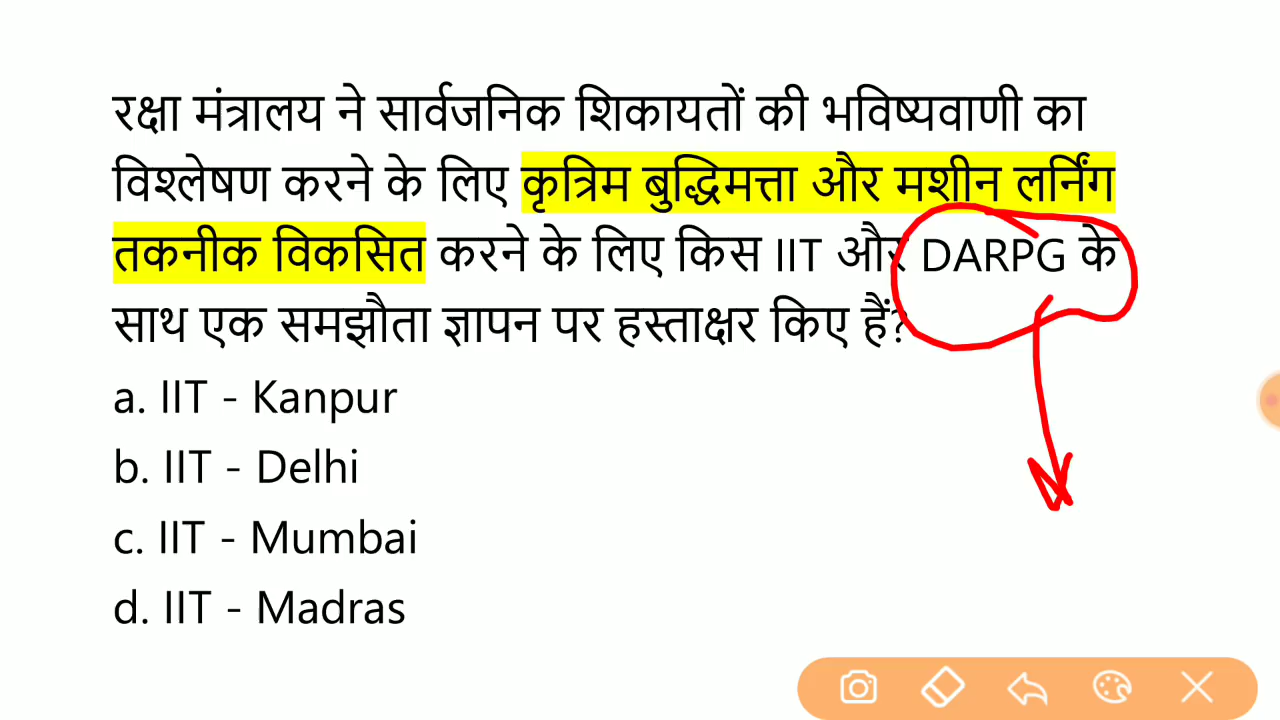 रक्षा मंत्रालय ने सार्वजनिक शिकायतों की भविष्यवाणी का
विश्लेषण करने के लिए कृत्रिम बुद्धिमत्ता और मशीन लर्निंग
तकनीक विकसित करने के लिए किस IIT और DARPG के
साथ एक समझौता ज्ञापन पर हस्ताक्षर किए हैं?
a. IIT - Kanpur
b. IIT - Delhi
c. IIT - Mumbai
d. IIT - Madras